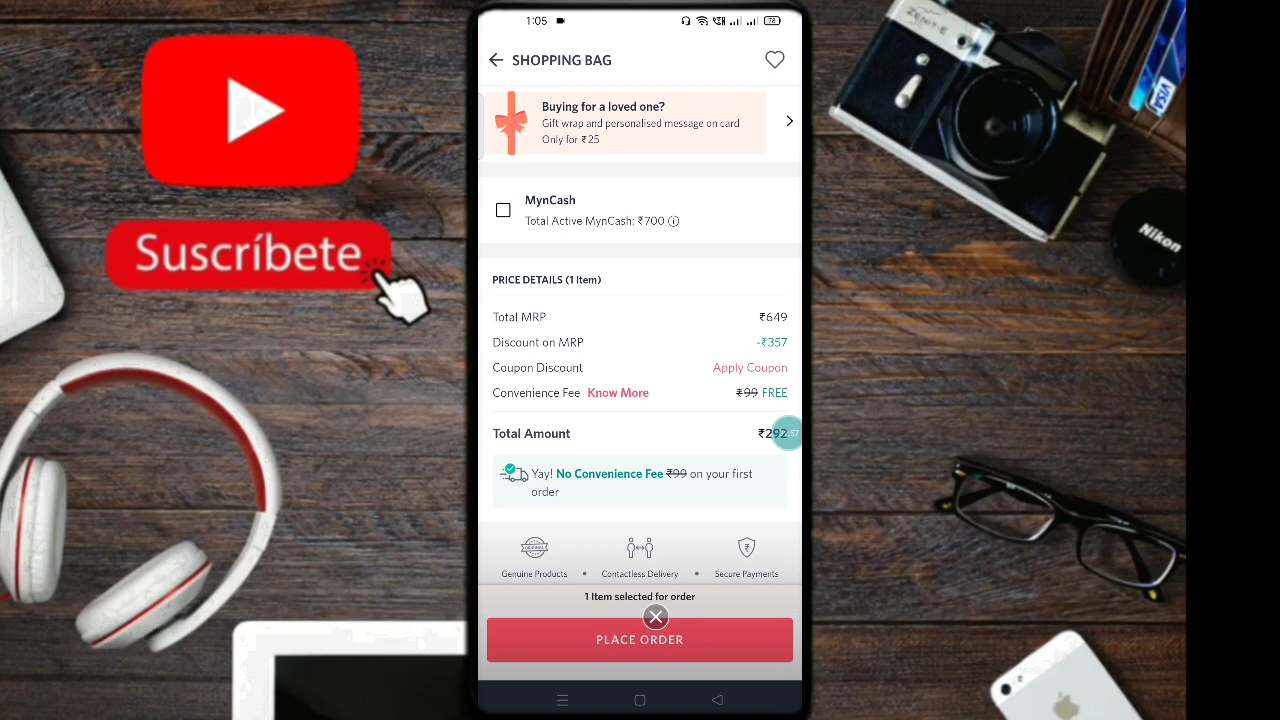 1:05
78
SHOPPING BAG
Buying for a loved one?
Gift wrap and personalised message on card
Only for ₹25
MynCash
Total Active MynCash: ₹700
PRICE DETAILS (1 Item)
Total MRP ₹649
Discount on MRP -₹357
Coupon Discount Apply Coupon
Convenience Fee Know More ₹99 FREE
Total Amount ₹292
Yay! No Convenience Fee ₹99 on your first
order
ORIGINAL
Genuine Products • Contactless Delivery • Secure Payments
1 Item selected for order
PLACE ORDER
Suscríbete
ZENIT-E
VISA
Nikon